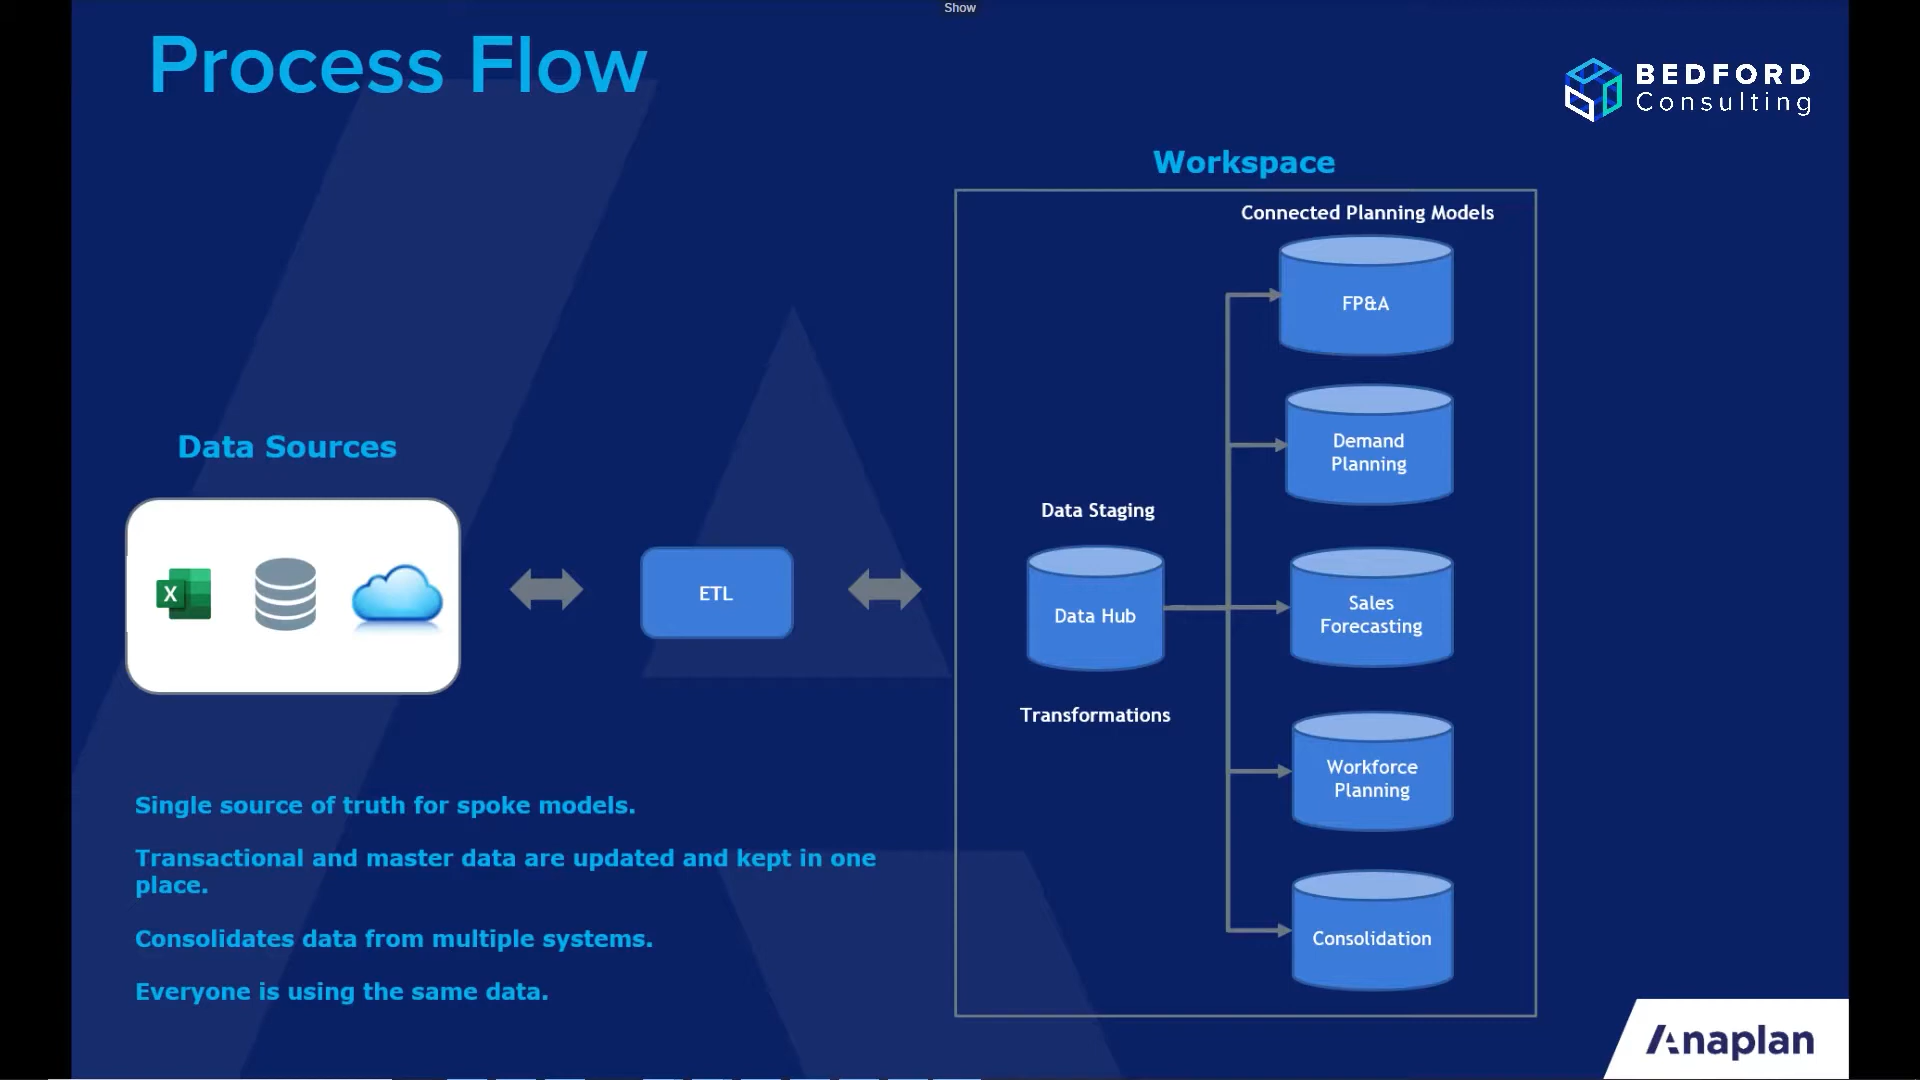 Show
Process Flow
BEDFORD
Consulting
Workspace
Connected Planning Models
FP&A
Demand
Planning
Data Sources
Data Staging
X
ETL
Data Hub
Sales
Forecasting
Transformations
Workforce
Planning
Single source of truth for spoke models.
Transactional and master data are updated and kept in one
place.
Consolidates data from multiple systems.
Consolidation
Everyone is using the same data.
Anaplan